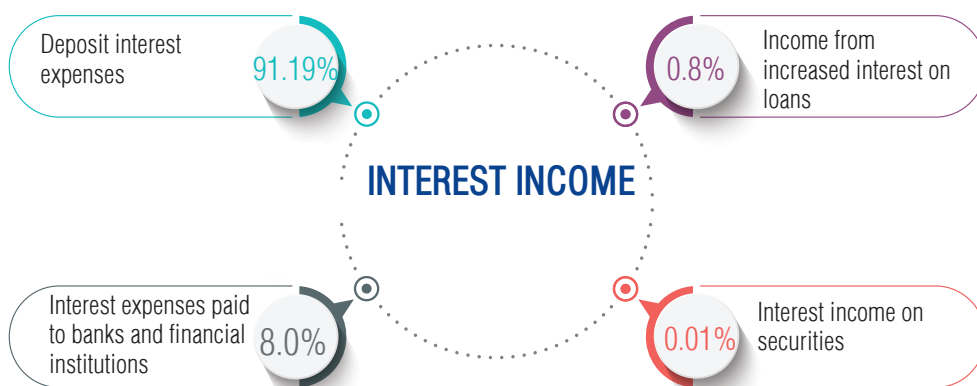 Deposit interest
expenses
91.19%
0.8%
Income from
increased interest on
loans
INTEREST INCOME
Interest expenses paid
to banks and financial
institutions
8.0%
0.01%
Interest income on
securities